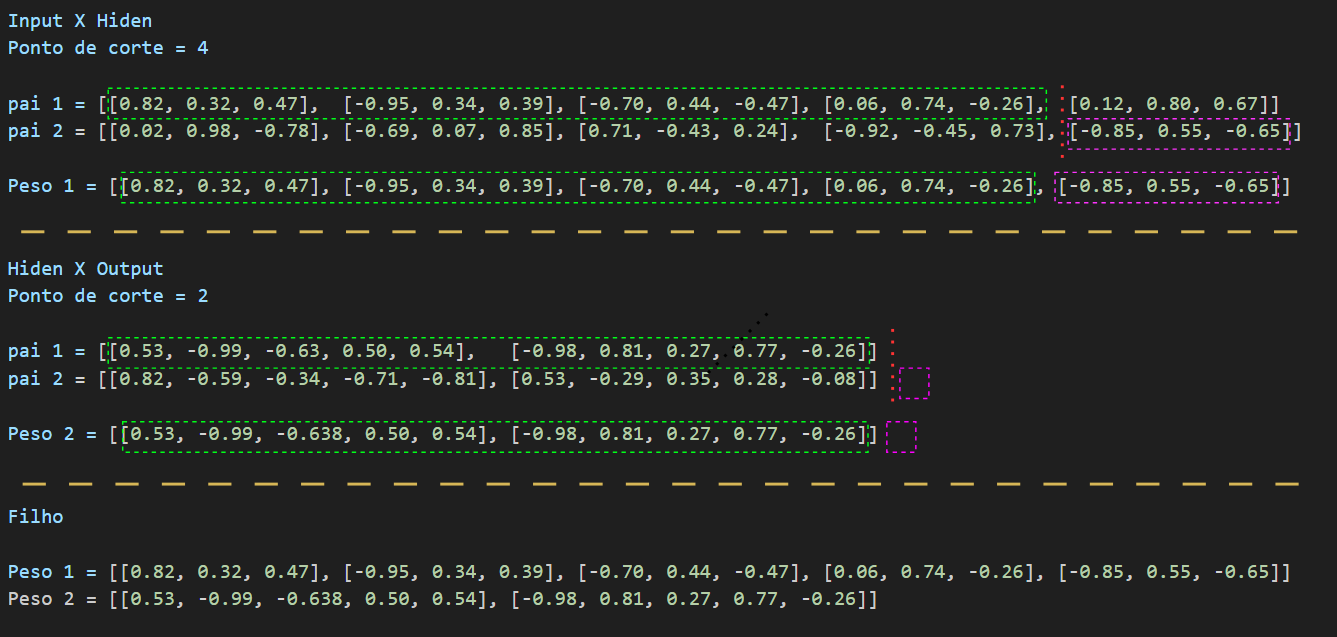 Input X Hiden
Ponto de corte = 4
pai 1 = [[0.82, 0.32, 0.47], [-0.95, 0.34, 0.39], [-0.70, 0.44, -0.47], [0.06, 0.74, -0.26], [0.12, 0.80, 0.67]]
pai 2 = [[0.02, 0.98, -0.78], [-0.69, 0.07, 0.85], [0.71, -0.43, 0.24], [-0.92, -0.45, 0.73], [-0.85, 0.55, -0.65]]
Peso 1 = [[0.82, 0.32, 0.47], [-0.95, 0.34, 0.39], [-0.70, 0.44, -0.47], [0.06, 0.74, -0.26], [-0.85, 0.55, -0.65]]
Hiden X Output
Ponto de corte = 2
pai 1 = [[0.53, -0.99, -0.63, 0.50, 0.54], [-0.98, 0.81, 0.27, 0.77, -0.26]]
pai 2 = [[0.82, -0.59, -0.34, -0.71, -0.81], [0.53, -0.29, 0.35, 0.28, -0.08]]
Peso 2 = [[0.53, -0.99, -0.638, 0.50, 0.54], [-0.98, 0.81, 0.27, 0.77, -0.26]]
Filho
Peso 1 = [[0.82, 0.32, 0.47], [-0.95, 0.34, 0.39], [-0.70, 0.44, -0.47], [0.06, 0.74, -0.26], [-0.85, 0.55, -0.65]]
Peso 2 = [[0.53, -0.99, -0.638, 0.50, 0.54], [-0.98, 0.81, 0.27, 0.77, -0.26]]